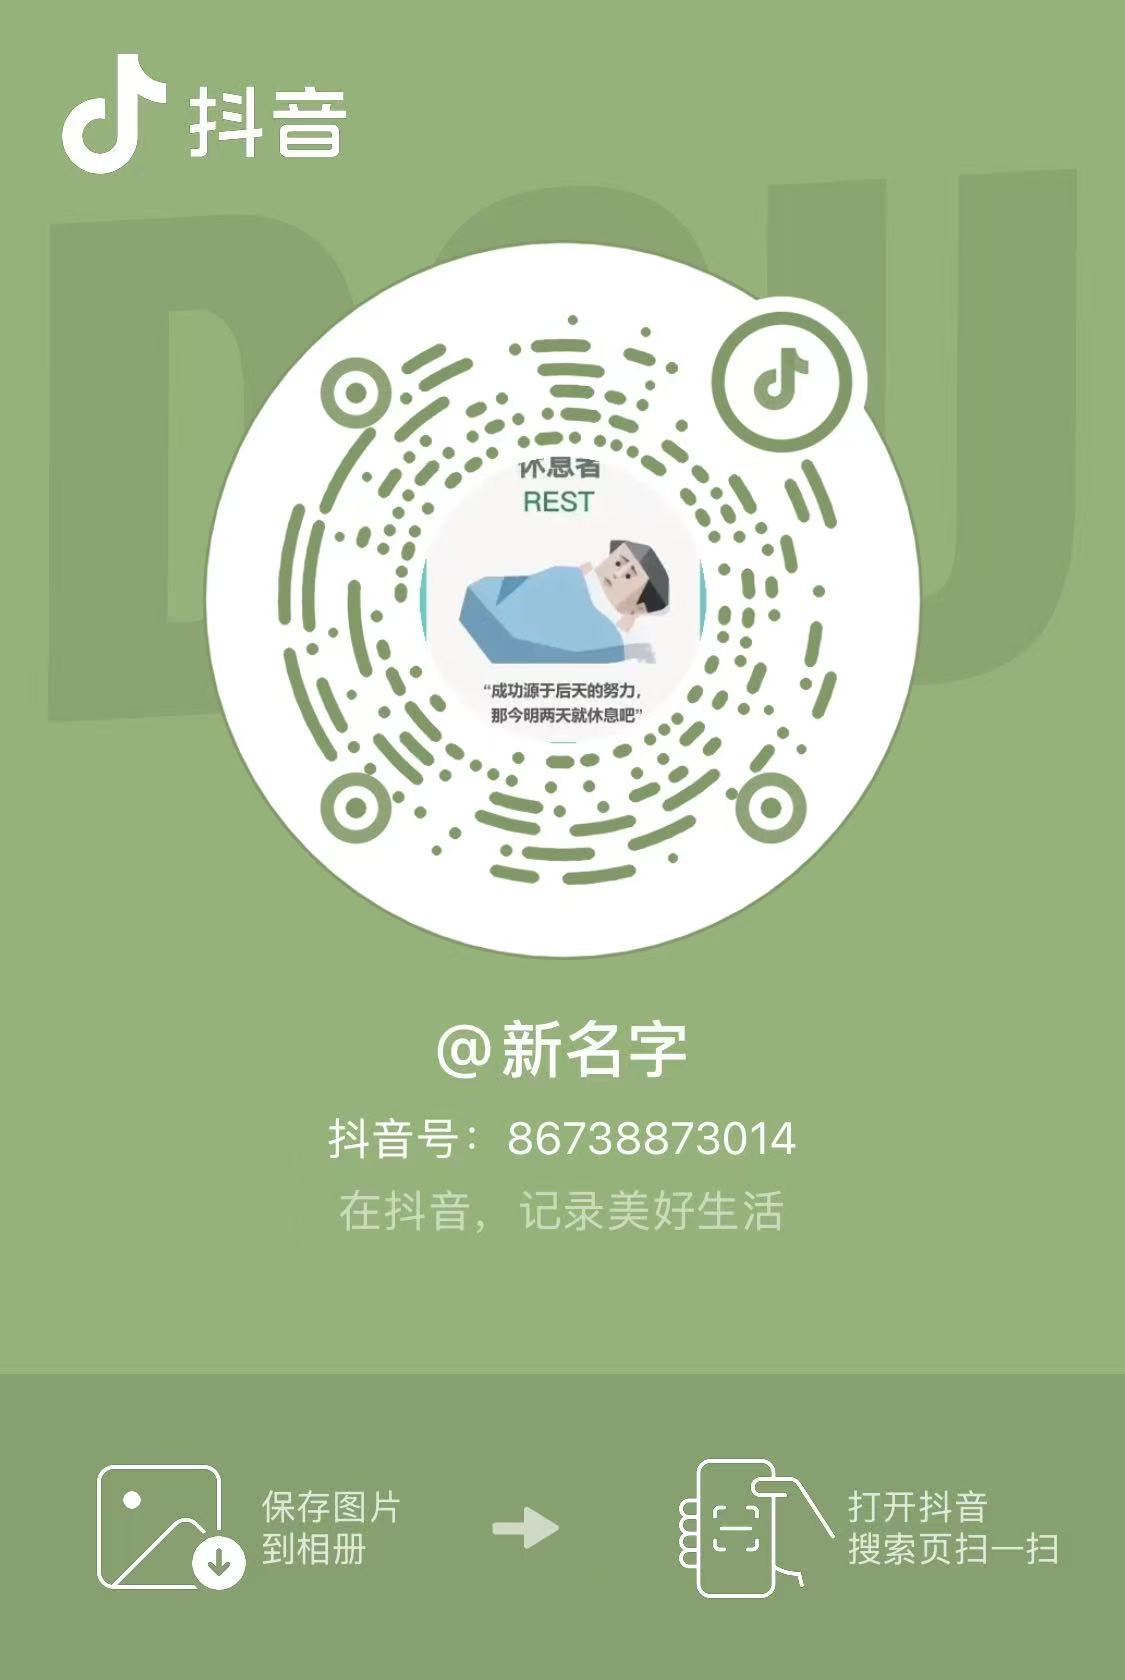 抖音
DOU
休息者
REST
“成功源于后天的努力，
那今明两天就休息吧”
@新名字
抖音号：86738873014
在抖音，记录美好生活
保存图片
到相册
打开抖音
搜索页扫一扫